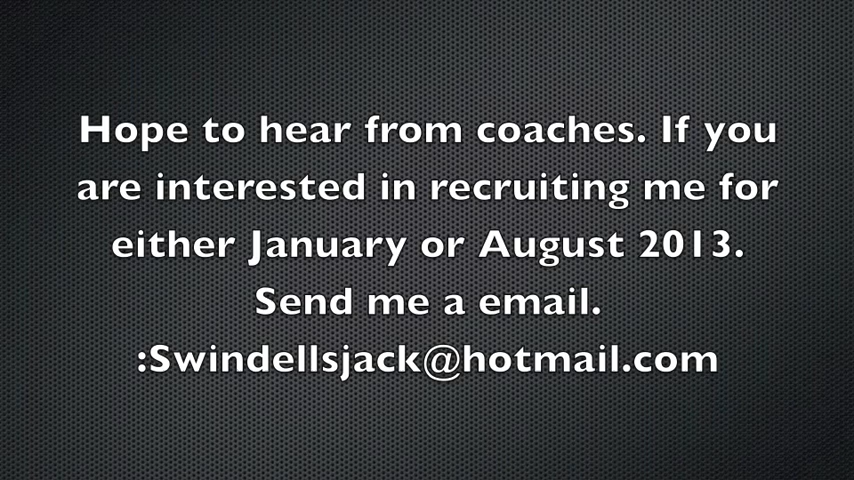 Hope to hear from coaches. If you
are interested in recruiting me for
either January or August 2013.
Send me a email.
:Swindellsjack@hotmail.com